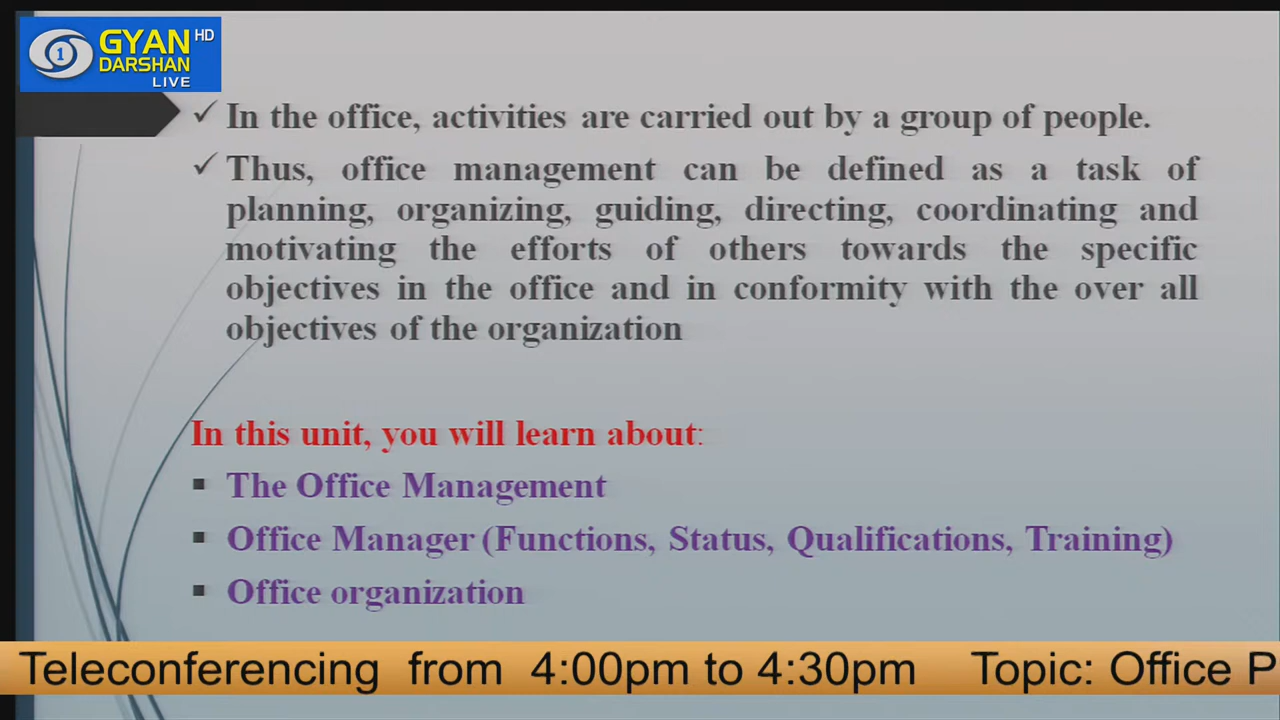 GYAN HD
DARSHAN
LIVE
1
✓ In the office, activities are carried out by a group of people.
✓ Thus, office management can be defined as a task of
planning, organizing, guiding, directing, coordinating and
motivating the efforts of others towards the specific
objectives in the office and in conformity with the over all
objectives of the organization
In this unit, you will learn about:
▪ The Office Management
▪ Office Manager (Functions, Status, Qualifications, Training)
▪ Office organization
Teleconferencing from 4:00pm to 4:30pm Topic: Office P